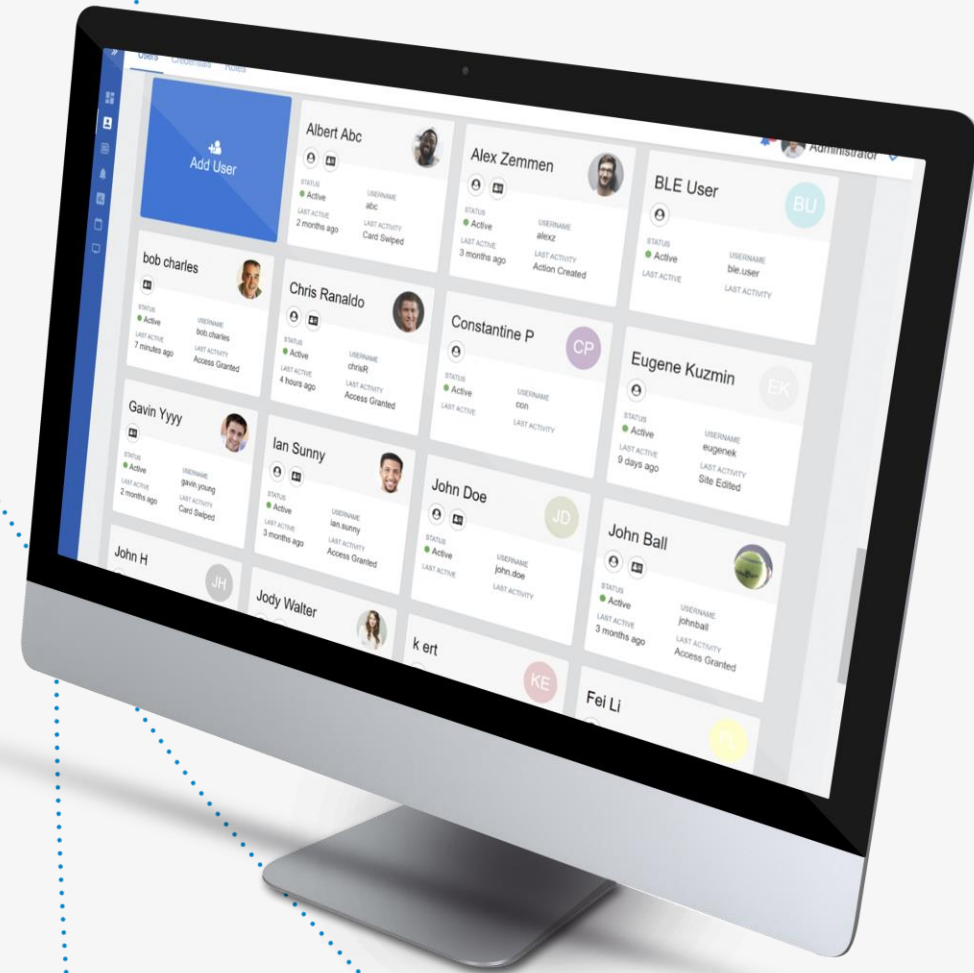 Users Credentials Roles
Administrator
Add User
Albert Abc
STATUS
Active
USERNAME
abc
LAST ACTIVE
2 months ago
LAST ACTIVITY
Card Swiped
Alex Zemmen
STATUS
Active
USERNAME
alexz
LAST ACTIVE
3 months ago
LAST ACTIVITY
Action Created
BLE User
BU
STATUS
Active
USERNAME
ble.user
LAST ACTIVE
LAST ACTIVITY
bob charles
STATUS
Active
USERNAME
bob.charles
LAST ACTIVE
7 minutes ago
LAST ACTIVITY
Access Granted
Chris Ranaldo
STATUS
Active
USERNAME
chrisR
LAST ACTIVE
4 hours ago
LAST ACTIVITY
Access Granted
Constantine P
CP
STATUS
Active
USERNAME
con
LAST ACTIVE
LAST ACTIVITY
Eugene Kuzmin
EK
STATUS
Active
USERNAME
eugenek
LAST ACTIVE
9 days ago
LAST ACTIVITY
Site Edited
Gavin Yyyy
STATUS
Active
USERNAME
gavin.young
LAST ACTIVE
2 months ago
LAST ACTIVITY
Card Swiped
Ian Sunny
STATUS
Active
USERNAME
ian.sunny
LAST ACTIVE
3 months ago
LAST ACTIVITY
Access Granted
John Doe
JD
STATUS
Active
USERNAME
john.doe
LAST ACTIVE
LAST ACTIVITY
John Ball
STATUS
Active
USERNAME
johnball
LAST ACTIVE
3 months ago
LAST ACTIVITY
Access Granted
John H
JH
Jody Walter
k ert
KE
Fei Li
FL